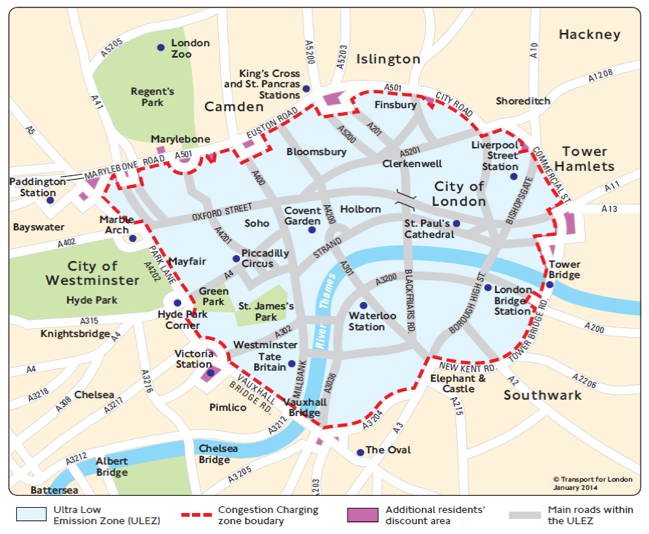 Hackney
London
Zoo
A5205
A5200
A5203
Islington
A10
A1208
King's Cross
and St. Pancras
Stations
A501
CITY ROAD
Regent's
Park
A41
Camden
Finsbury
Shoreditch
A5
EUSTON ROAD
Marylebone
A5200
A201
A501
Bloomsbury
A5201
Clerkenwell
Liverpool
Street
Station
COMMERCIAL ST.
Tower
Hamlets
MARYLEBONE ROAD
Paddington
Station
A400
City of
London
A11
BISHOPSGATE
OXFORD STREET
Covent
Garden
A4200
Holborn
A13
Bayswater
Marble
Arch
Soho
St. Paul's
Cathedral
A402
A4201
STRAND
PARK LANE
A4202
Mayfair
Piccadilly
Circus
City of
Westminster
A4
A301
A3200
Tower
Bridge
Hyde Park
Green
Park
St. James's
Park
River Thames
BLACKFRIARS RD.
BOROUGH HIGH ST.
London
Bridge
Station
TOWER BRIDGE RD.
A315
Hyde Park
Corner
Waterloo
Station
A200
Knightsbridge
A4
A302
Westminster
Victoria
Station
Tate
Britain
NEW KENT RD.
A4
A3216
MILLBANK
A3036
Elephant &
Castle
A2
A2206
A3218
A308
Chelsea
A3217
VAUXHALL
BRIDGE RD.
Southwark
Pimlico
Vauxhall
Bridge
A3204
A3
A215
A3212
Chelsea
Bridge
A3212
Albert
Bridge
The Oval
A3205
A203
Battersea
© Transport for London
January 2014
Ultra Low
Emission Zone (ULEZ)
Congestion Charging
zone boudary
Additional residents'
discount area
Main roads within
the ULEZ